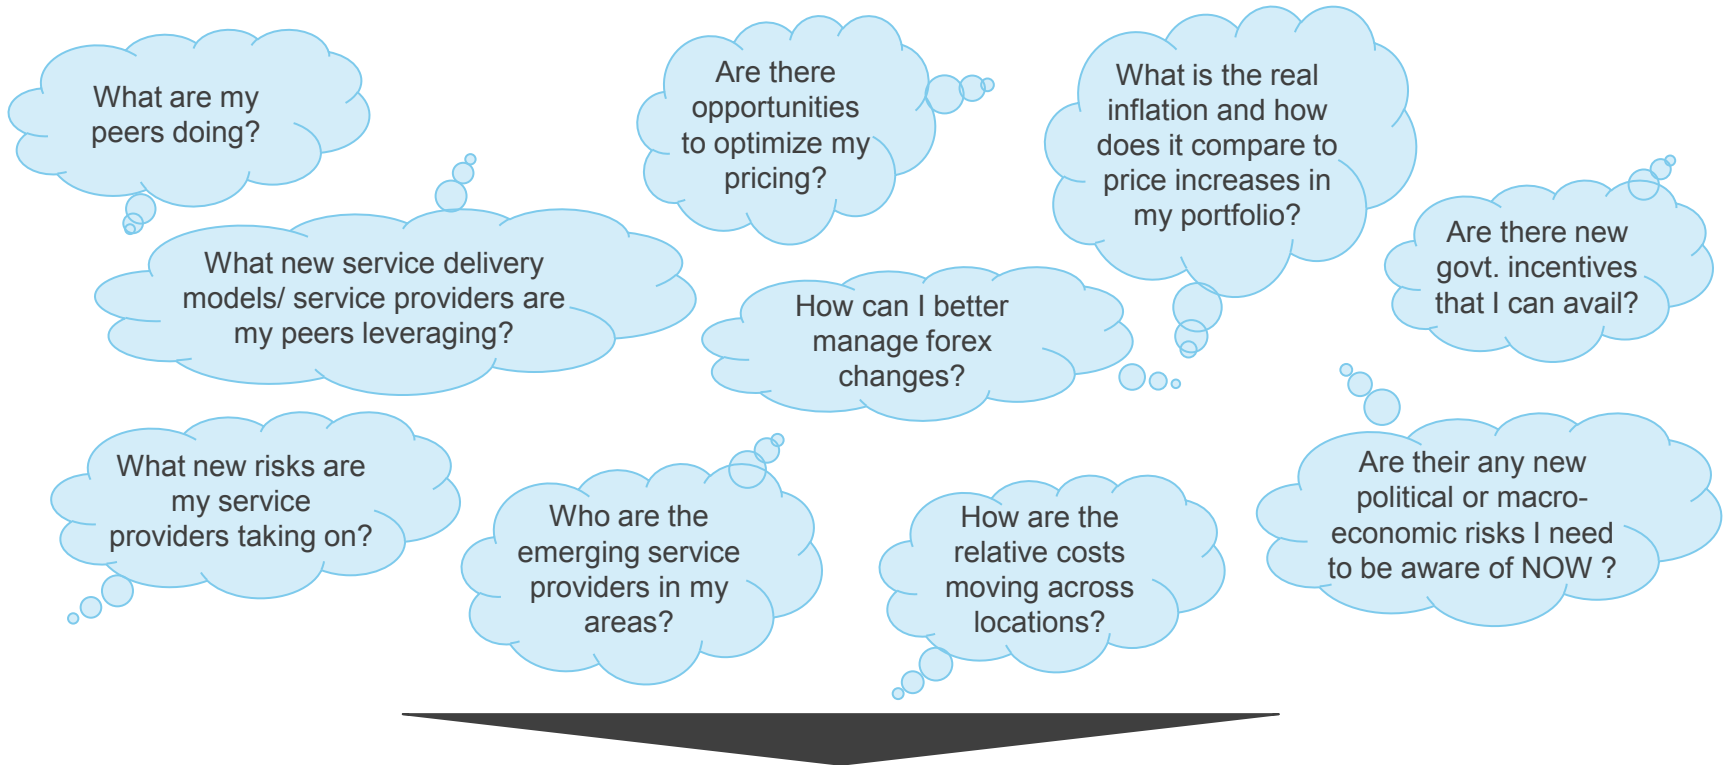 What are my
peers doing?
Are there
opportunities
to optimize my
pricing?
What is the real
inflation and how
does it compare to
price increases in
my portfolio?
What new service delivery
models/ service providers are
my peers leveraging?
How can I better
manage forex
changes?
Are there new
govt. incentives
that I can avail?
What new risks are
my service
providers taking on?
Who are the
emerging service
providers in my
areas?
How are the
relative costs
moving across
locations?
Are their any new
political or macro-
economic risks I need
to be aware of NOW ?